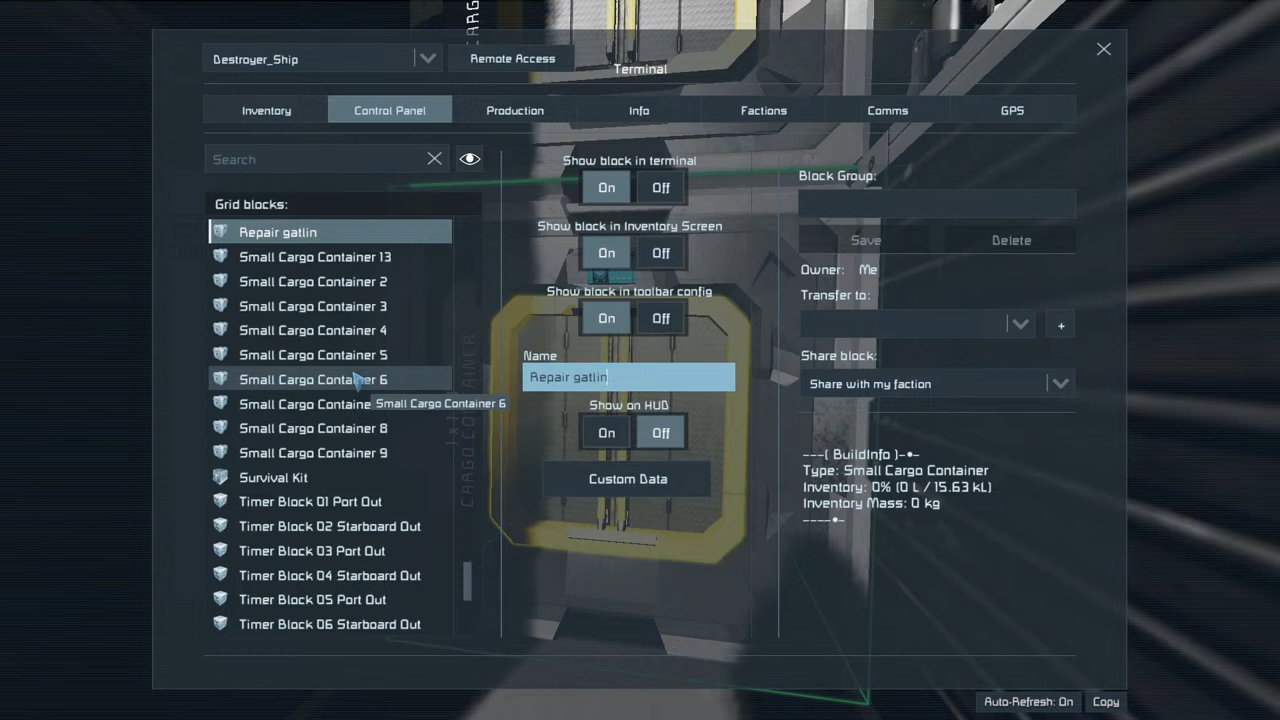 Destroyer_Ship
Remote Access
Terminal
Inventory
Control Panel
Production
Info
Factions
Comms
GPS
Search
Grid blocks:
Repair gatlin
Small Cargo Container 13
Small Cargo Container 2
Small Cargo Container 3
Small Cargo Container 4
Small Cargo Container 5
Small Cargo Container 6
Small Cargo Containe
Small Cargo Container 6
Small Cargo Container 8
Small Cargo Container 9
Survival Kit
Timer Block 01 Port Out
Timer Block 02 Starboard Out
Timer Block 03 Port Out
Timer Block 04 Starboard Out
Timer Block 05 Port Out
Timer Block 06 Starboard Out
Show block in terminal
On Off
Show block in Inventory Screen
On Off
Show block in toolbar config
On Off
Name
Repair gatlin
Show on HUD
On Off
Custom Data
Block Group:
Save Delete
Owner: Me
Transfer to:
+
Share block:
Share with my faction
---( BuildInfo )-•-
Type: Small Cargo Container
Inventory: 0% (0 L / 15.63 kL)
Inventory Mass: 0 kg
----•-
Auto-Refresh: On
Copy
CARGO CONTAINER